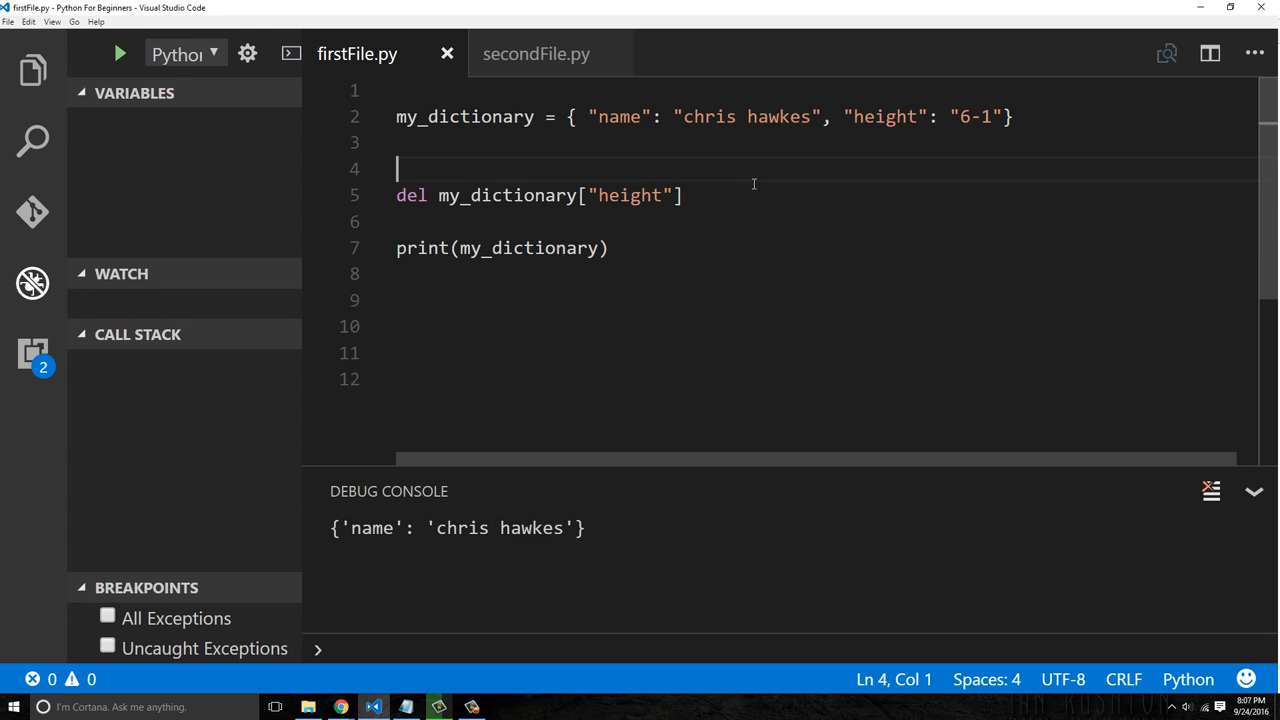 firstFile.py - Python For Beginners - Visual Studio Code
File Edit View Go Help
Python
firstFile.py
secondFile.py
VARIABLES
WATCH
CALL STACK
BREAKPOINTS
All Exceptions
Uncaught Exceptions
2
1
2 my_dictionary = { "name": "chris hawkes", "height": "6-1"}
3
4
5 del my_dictionary["height"]
6
7 print(my_dictionary)
8
9
10
11
12
DEBUG CONSOLE
{'name': 'chris hawkes'}
0 0 Ln 4, Col 1 Spaces: 4 UTF-8 CRLF Python
I'm Cortana. Ask me anything.
8:07 PM
9/24/2016